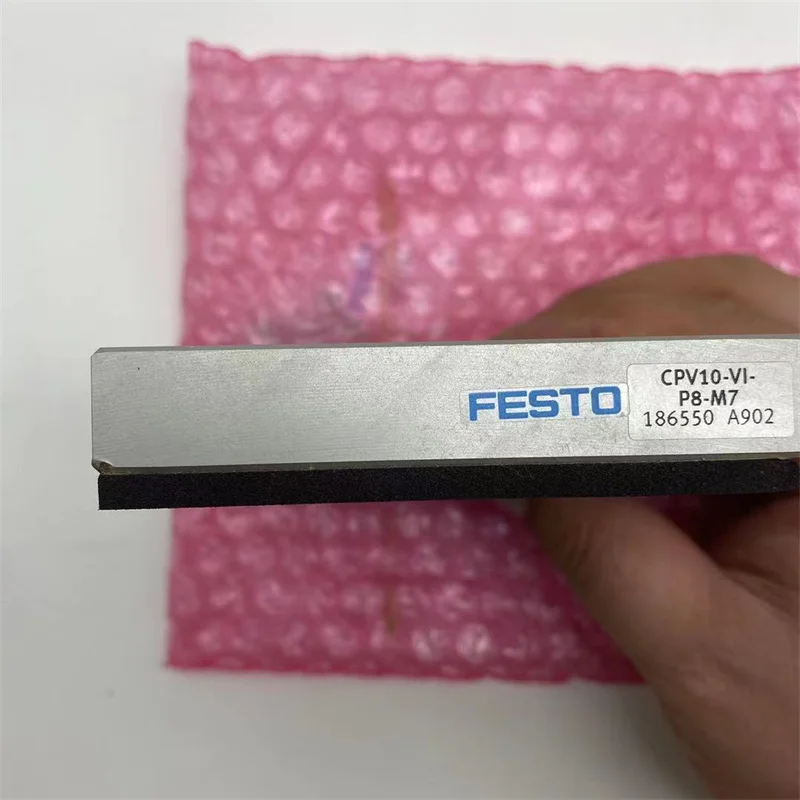 FESTO
CPV10-VI-
P8-M7
186550 A902